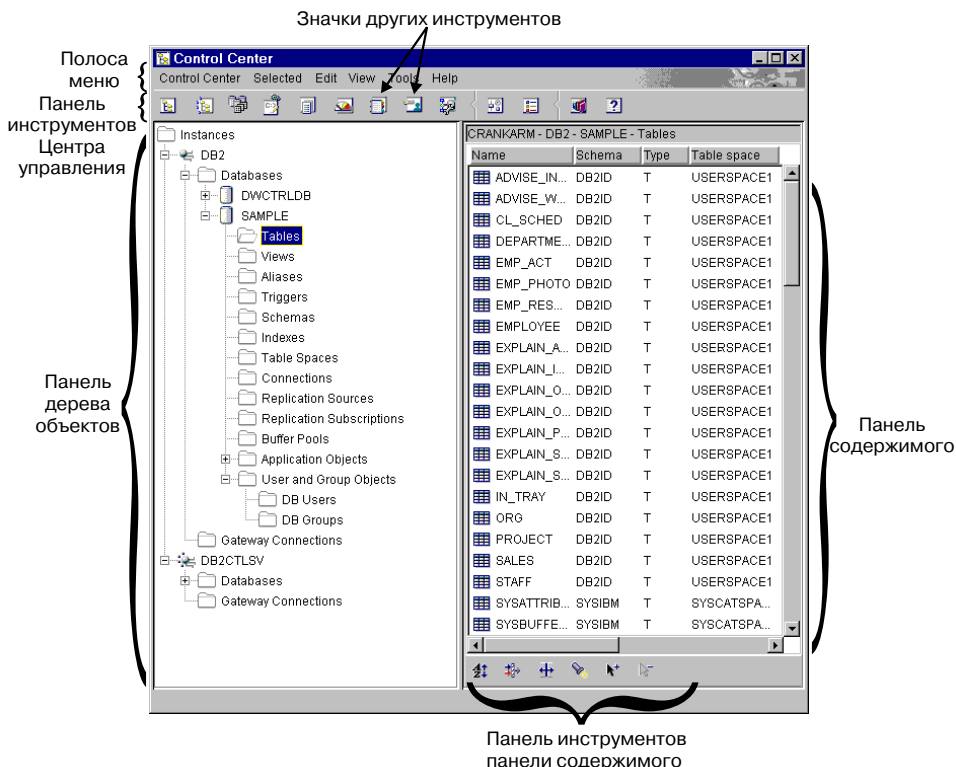 Значки других инструментов
Полоса
меню
Панель
инструментов
Центра
управления
Панель
дерева
объектов
Control Center
Control Center Selected Edit View Tools Help
Instances
DB2
Databases
DWCTRLDB
SAMPLE
Tables
Views
Aliases
Triggers
Schemas
Indexes
Table Spaces
Connections
Replication Sources
Replication Subscriptions
Buffer Pools
Application Objects
User and Group Objects
DB Users
DB Groups
Gateway Connections
DB2CTLSV
Databases
Gateway Connections
CRANKARM - DB2 - SAMPLE - Tables
Name Schema Type Table space
ADVISE_IN... DB2ID T USERSPACE1
ADVISE_W... DB2ID T USERSPACE1
CL_SCHED DB2ID T USERSPACE1
DEPARTME... DB2ID T USERSPACE1
EMP_ACT DB2ID T USERSPACE1
EMP_PHOTO DB2ID T USERSPACE1
EMP_RES... DB2ID T USERSPACE1
EMPLOYEE DB2ID T USERSPACE1
EXPLAIN_A... DB2ID T USERSPACE1
EXPLAIN_I... DB2ID T USERSPACE1
EXPLAIN_O... DB2ID T USERSPACE1
EXPLAIN_O... DB2ID T USERSPACE1
EXPLAIN_P... DB2ID T USERSPACE1
EXPLAIN_S... DB2ID T USERSPACE1
EXPLAIN_S... DB2ID T USERSPACE1
IN_TRAY DB2ID T USERSPACE1
ORG DB2ID T USERSPACE1
PROJECT DB2ID T USERSPACE1
SALES DB2ID T USERSPACE1
STAFF DB2ID T USERSPACE1
SYSATTRIB... SYSIBM T SYSCATSPA...
SYSBUFFE... SYSIBM T SYSCATSPA...
Панель
содержимого
Панель инструментов
панели содержимого